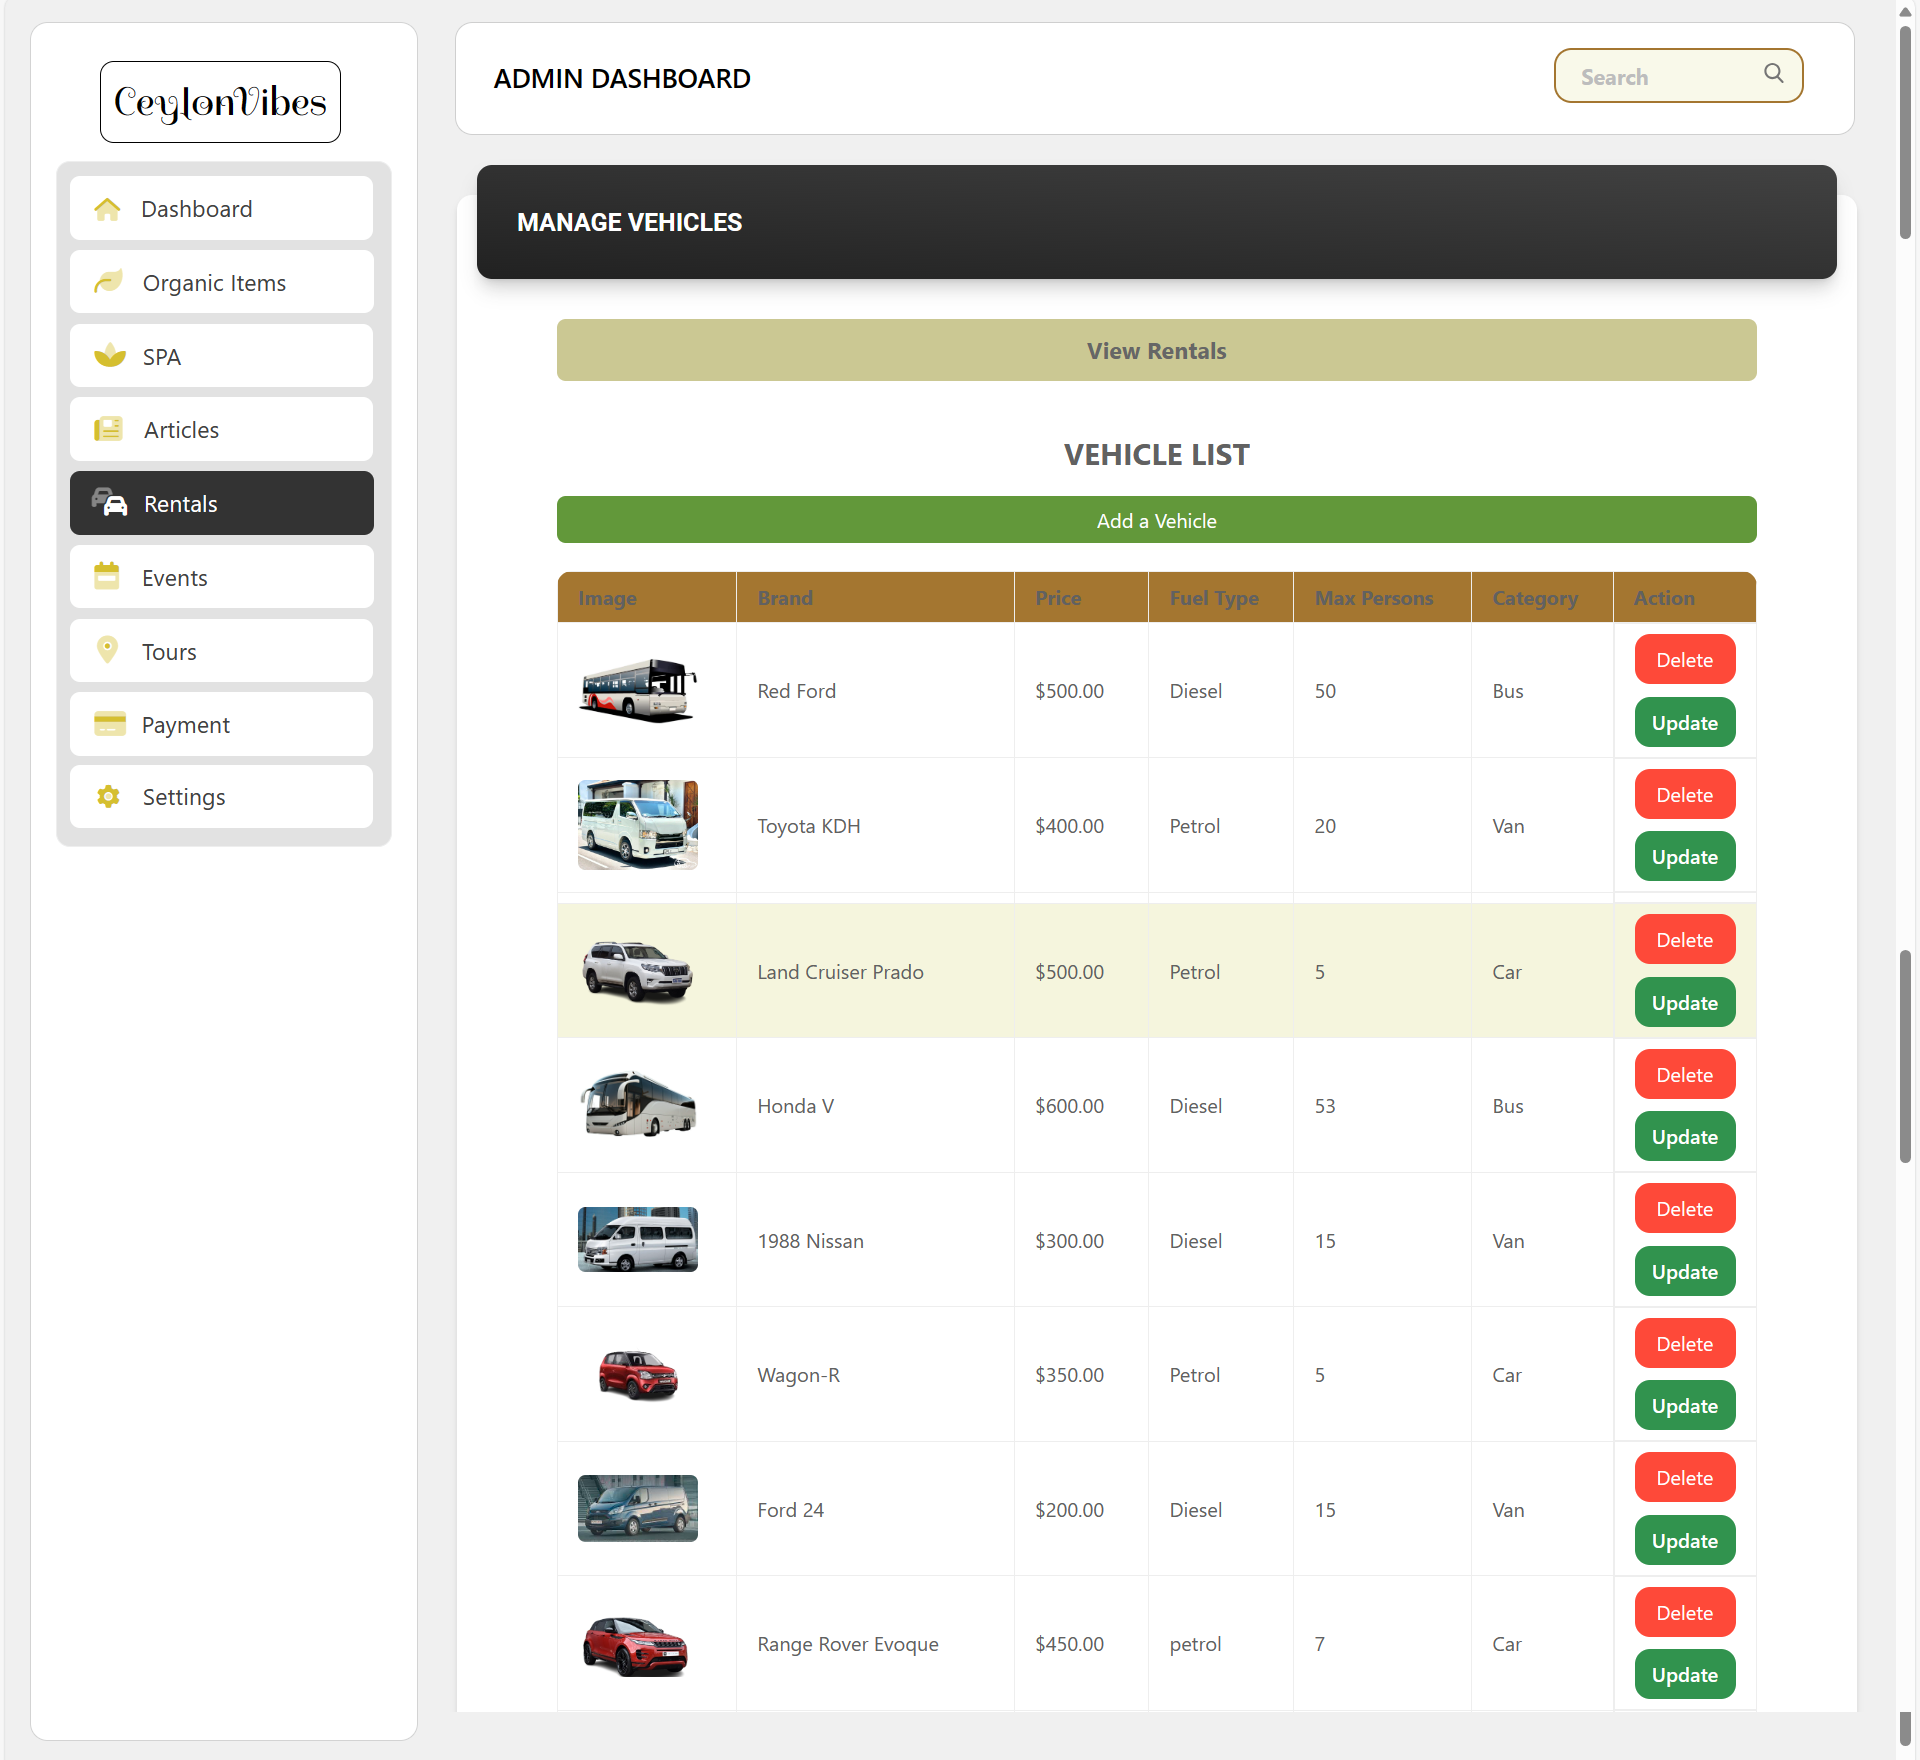 CeylonVibes
ADMIN DASHBOARD
Search
Dashboard
Organic Items
SPA
Articles
Rentals
Events
Tours
Payment
Settings
MANAGE VEHICLES
View Rentals
VEHICLE LIST
Add a Vehicle
Image Brand Price Fuel Type Max Persons Category Action
Red Ford $500.00 Diesel 50 Bus Delete
Update
Toyota KDH $400.00 Petrol 20 Van Delete
Update
Land Cruiser Prado $500.00 Petrol 5 Car Delete
Update
Honda V $600.00 Diesel 53 Bus Delete
Update
1988 Nissan $300.00 Diesel 15 Van Delete
Update
Wagon-R $350.00 Petrol 5 Car Delete
Update
Ford 24 $200.00 Diesel 15 Van Delete
Update
Range Rover Evoque $450.00 petrol 7 Car Delete
Update